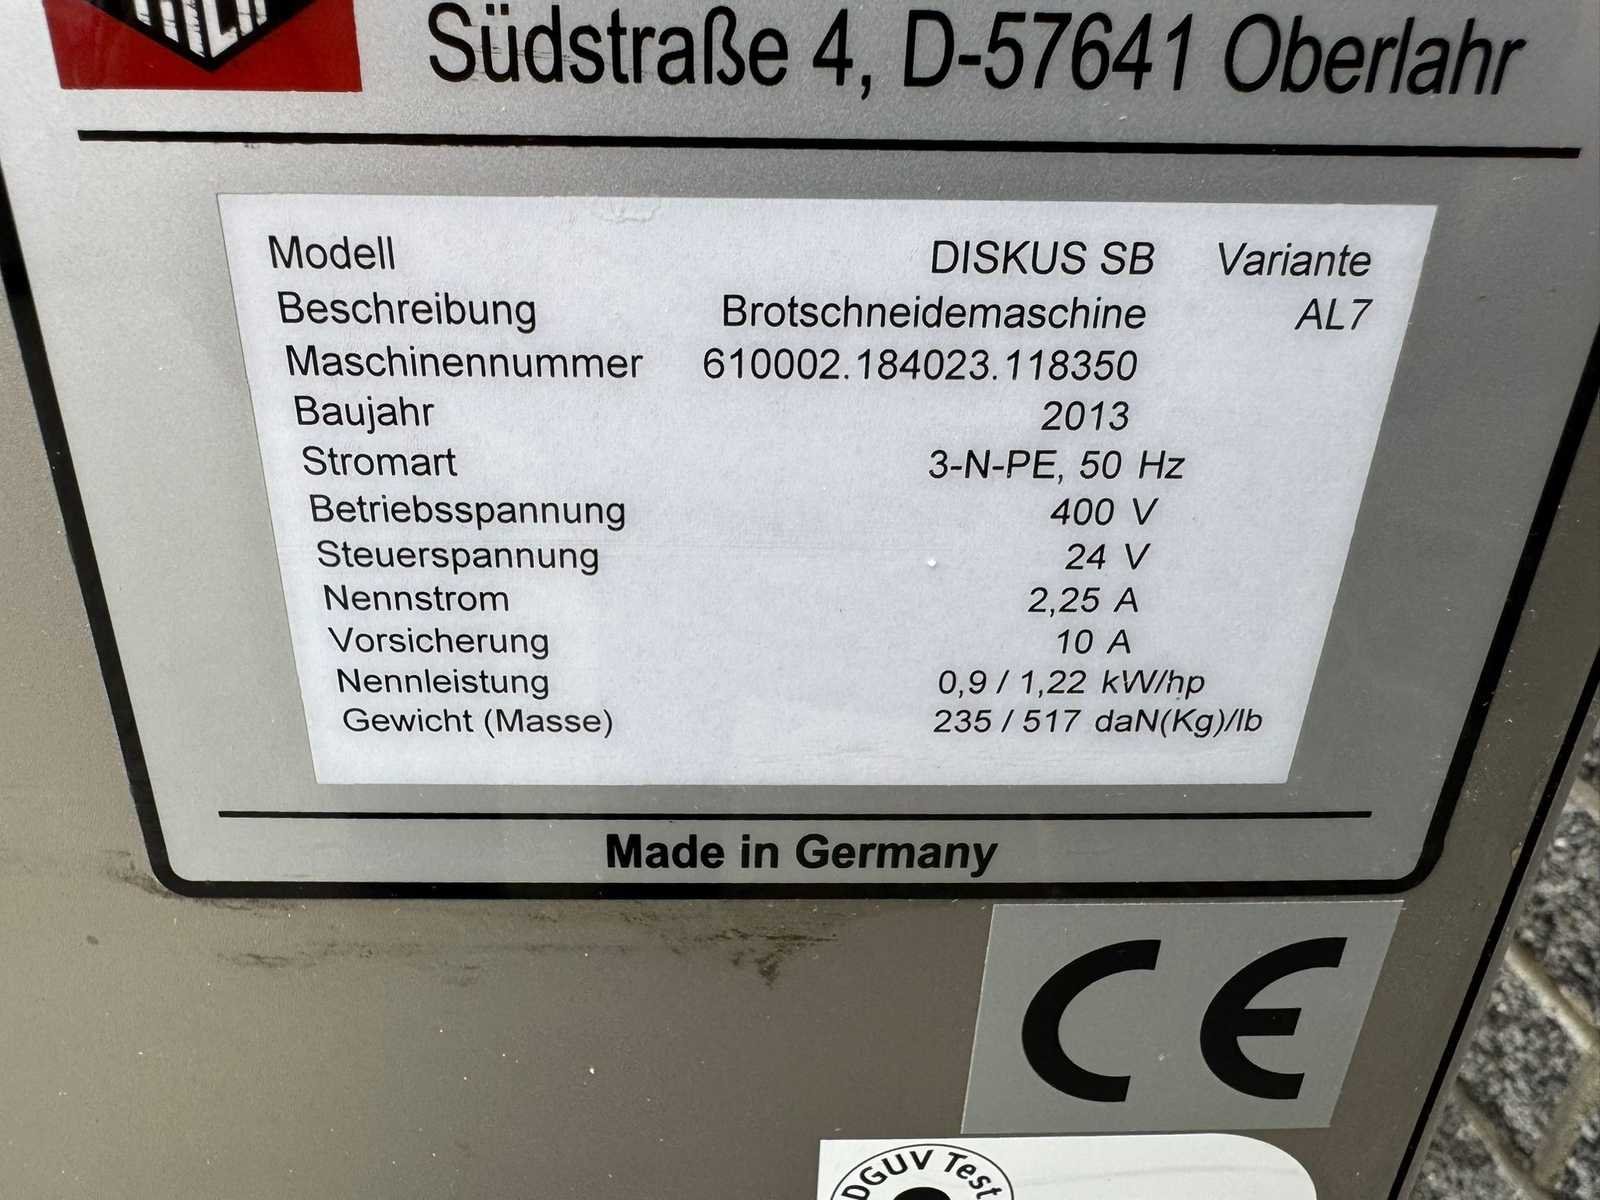 Südstraße 4, D-57641 Oberlahr
Modell DISKUS SB Variante
Beschreibung Brotschneidemaschine AL7
Maschinennummer 610002.184023.118350
Baujahr 2013
Stromart 3-N-PE, 50 Hz
Betriebsspannung 400 V
Steuerspannung 24 V
Nennstrom 2,25 A
Vorsicherung 10 A
Nennleistung 0,9 / 1,22 kW/hp
Gewicht (Masse) 235 / 517 daN(Kg)/lb
Made in Germany
CE
DGUV Test